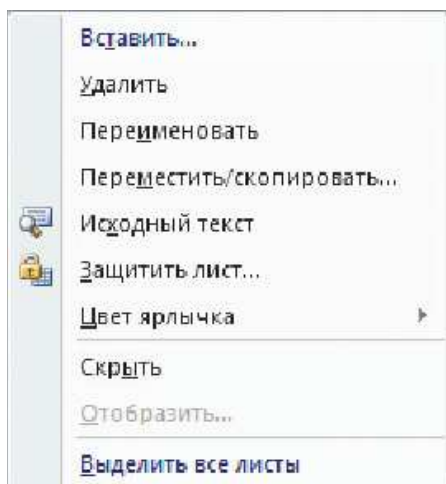 Вставить...
Удалить
Переименовать
Переместить/скопировать...
Исходный текст
Защитить лист...
Цвет ярлычка
Скрыть
Отобразить...
Выделить все листы